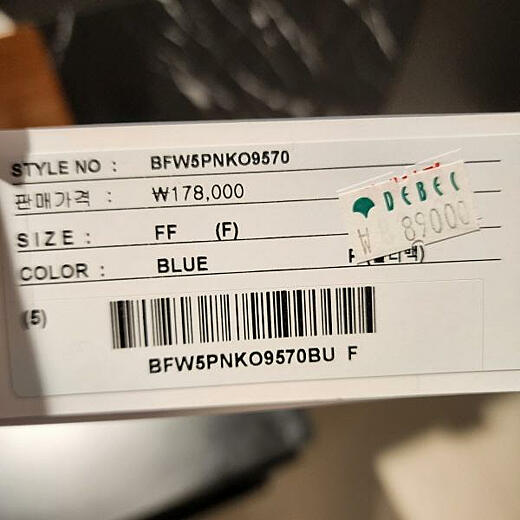 STYLE NO : BFW5PNKO9570
판매가격 : ₩178,000
DEBEC
₩ 89000
SIZE : FF (F)
COLOR : BLUE
(5)
BFW5PNKO9570BU F